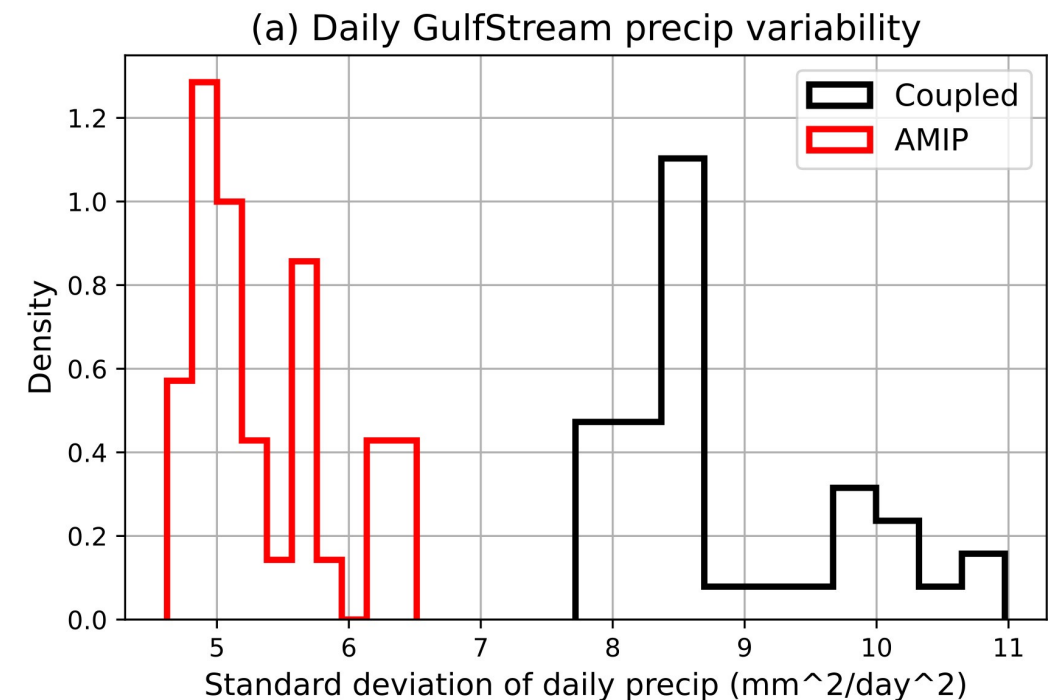 (a) Daily GulfStream precip variability
Coupled
AMIP
Density
1.2
1.0
0.8
0.6
0.4
0.2
0.0
5 6 7 8 9 10 11
Standard deviation of daily precip (mm^2/day^2)